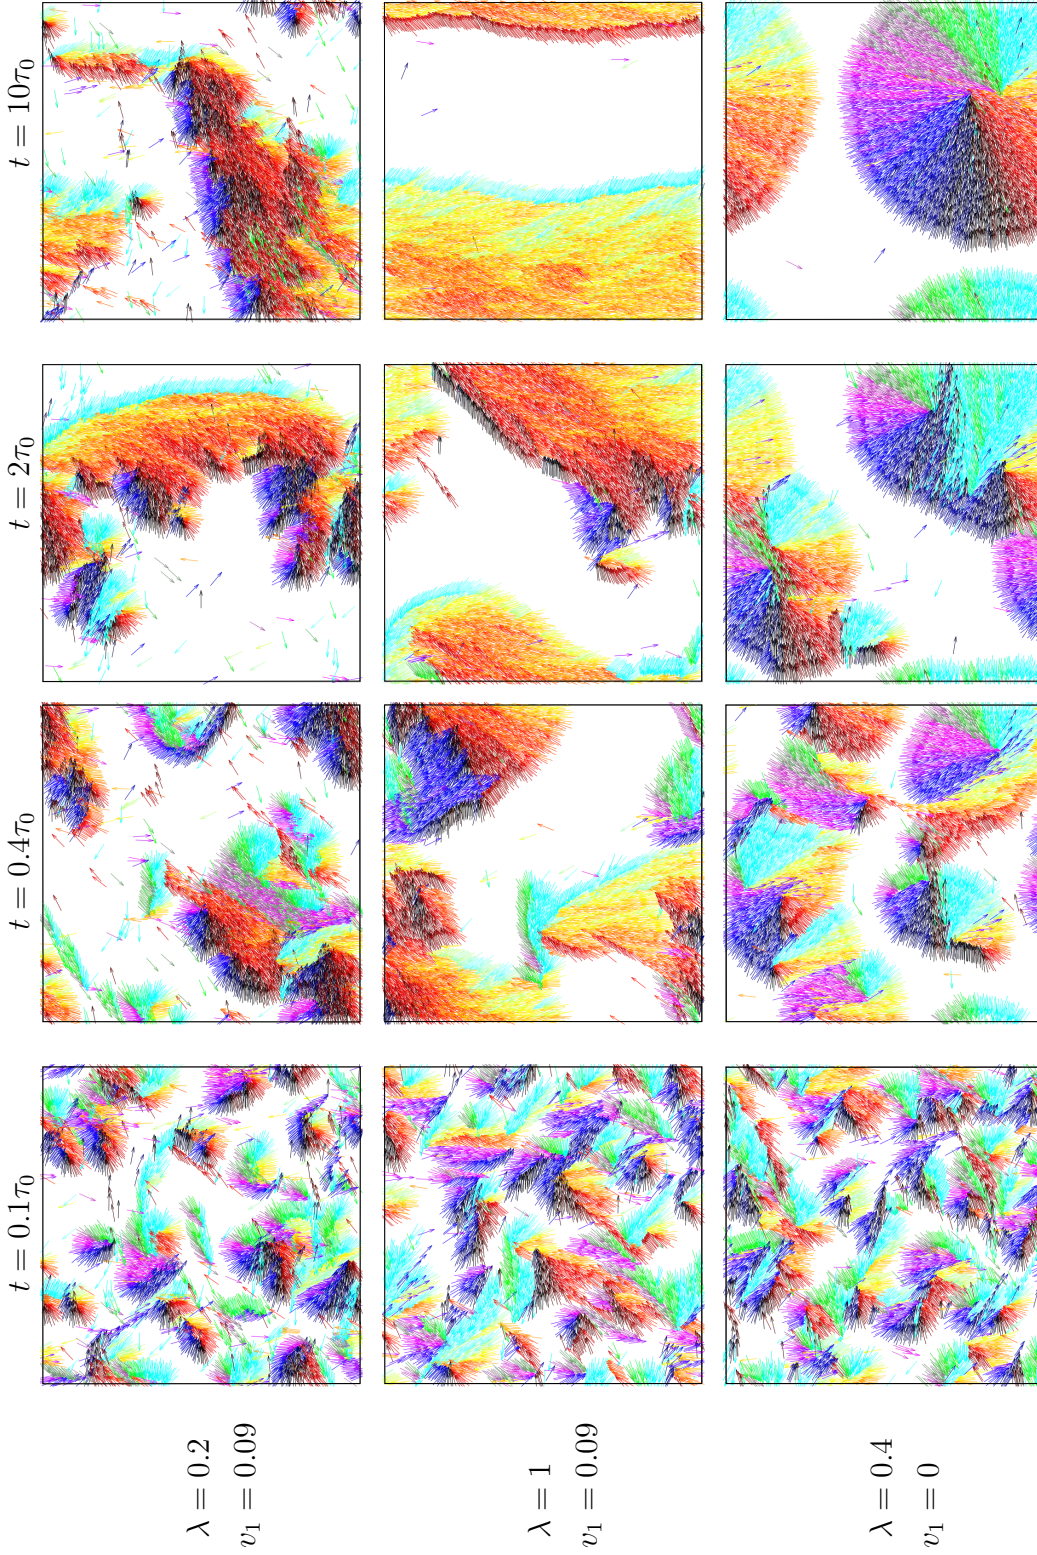 t = 0.1τ₀
t = 0.4τ₀
t = 2τ₀
t = 10τ₀
λ = 0.2
v₁ = 0.09
λ = 1
v₁ = 0.09
λ = 0.4
v₁ = 0